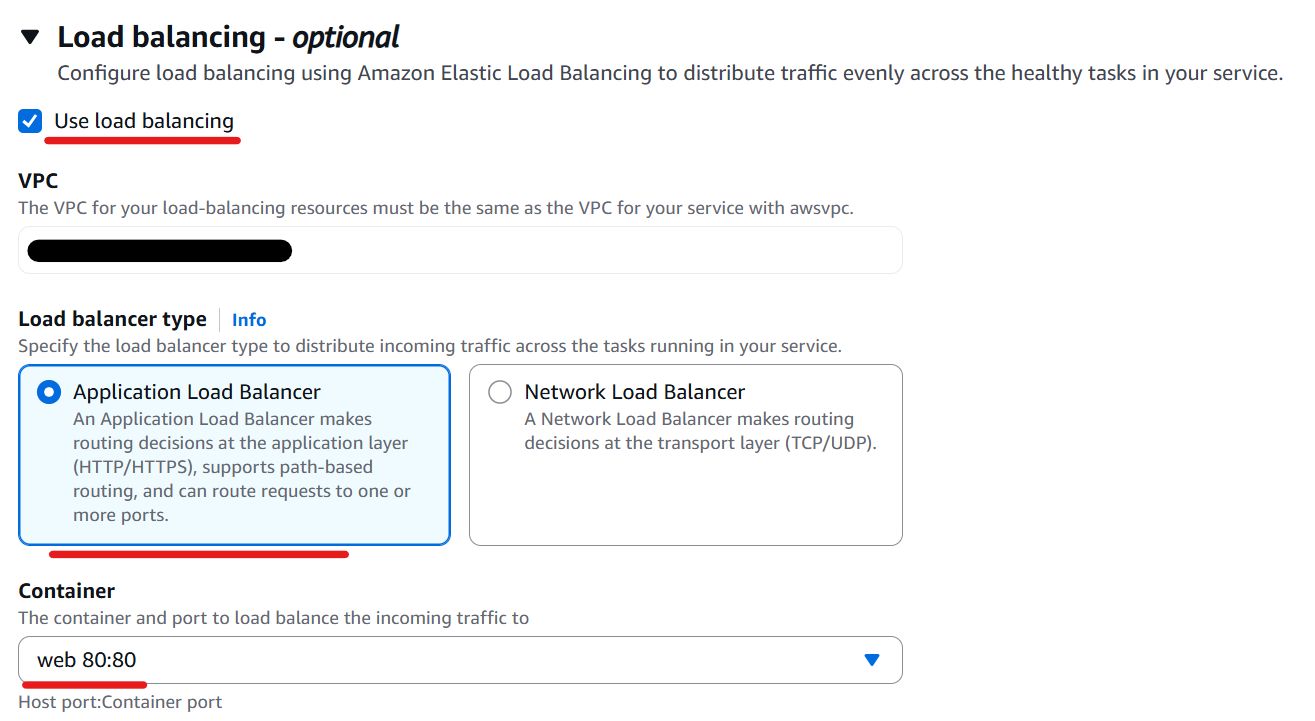 Load balancing - optional
Configure load balancing using Amazon Elastic Load Balancing to distribute traffic evenly across the healthy tasks in your service.
Use load balancing
VPC
The VPC for your load-balancing resources must be the same as the VPC for your service with awsvpc.
Load balancer type
Info
Specify the load balancer type to distribute incoming traffic across the tasks running in your service.
Application Load Balancer
An Application Load Balancer makes
routing decisions at the application layer
(HTTP/HTTPS), supports path-based
routing, and can route requests to one or
more ports.
Network Load Balancer
A Network Load Balancer makes routing
decisions at the transport layer (TCP/UDP).
Container
The container and port to load balance the incoming traffic to
web 80:80
Host port:Container port